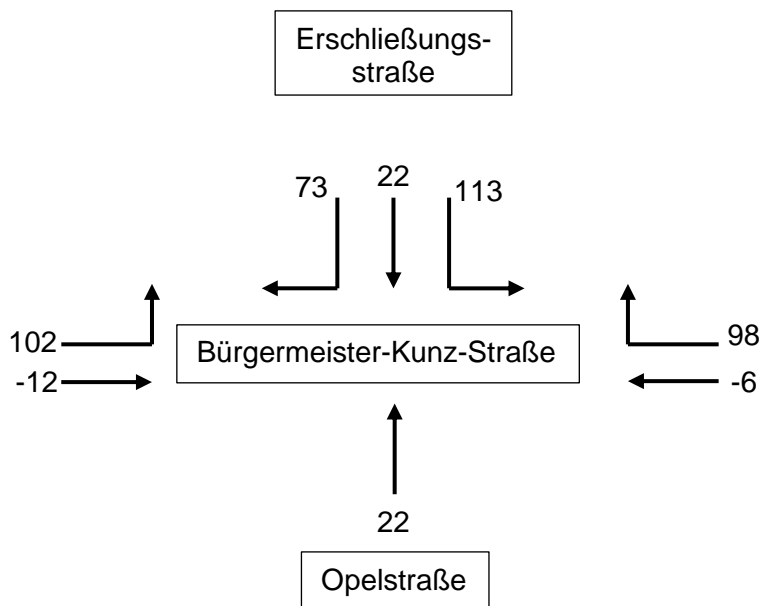 Erschließungs-
straße
73 22 113
102 98
Bürgermeister-Kunz-Straße
-12 -6
22
Opelstraße